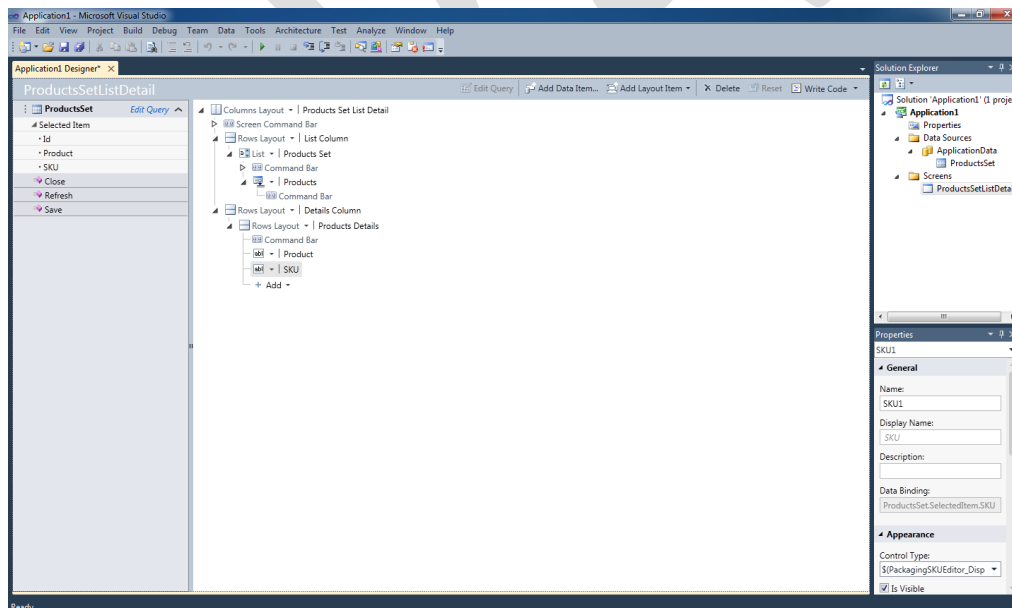 Application1 - Microsoft Visual Studio
File Edit View Project Build Debug Team Data Tools Architecture Test Analyze Window Help
Application1 Designer*
ProductsSetListDetail
Edit Query Add Data Item... Add Layout Item Delete Reset Write Code
ProductsSet Edit Query
Selected Item
Id
Product
SKU
Close
Refresh
Save
Columns Layout | Products Set List Detail
Screen Command Bar
Rows Layout | List Column
List | Products Set
Command Bar
| Products
Command Bar
Rows Layout | Details Column
Rows Layout | Products Details
Command Bar
abl | Product
abl | SKU
+ Add
Solution Explorer
Solution 'Application1' (1 proje
Application1
Properties
Data Sources
ApplicationData
ProductsSet
Screens
ProductsSetListDeta
Properties
SKU1
General
Name:
SKU1
Display Name:
SKU
Description:
Data Binding:
ProductsSet.SelectedItem.SKU
Appearance
Control Type:
$(PackagingSKUEditor_Disp
Is Visible
Ready